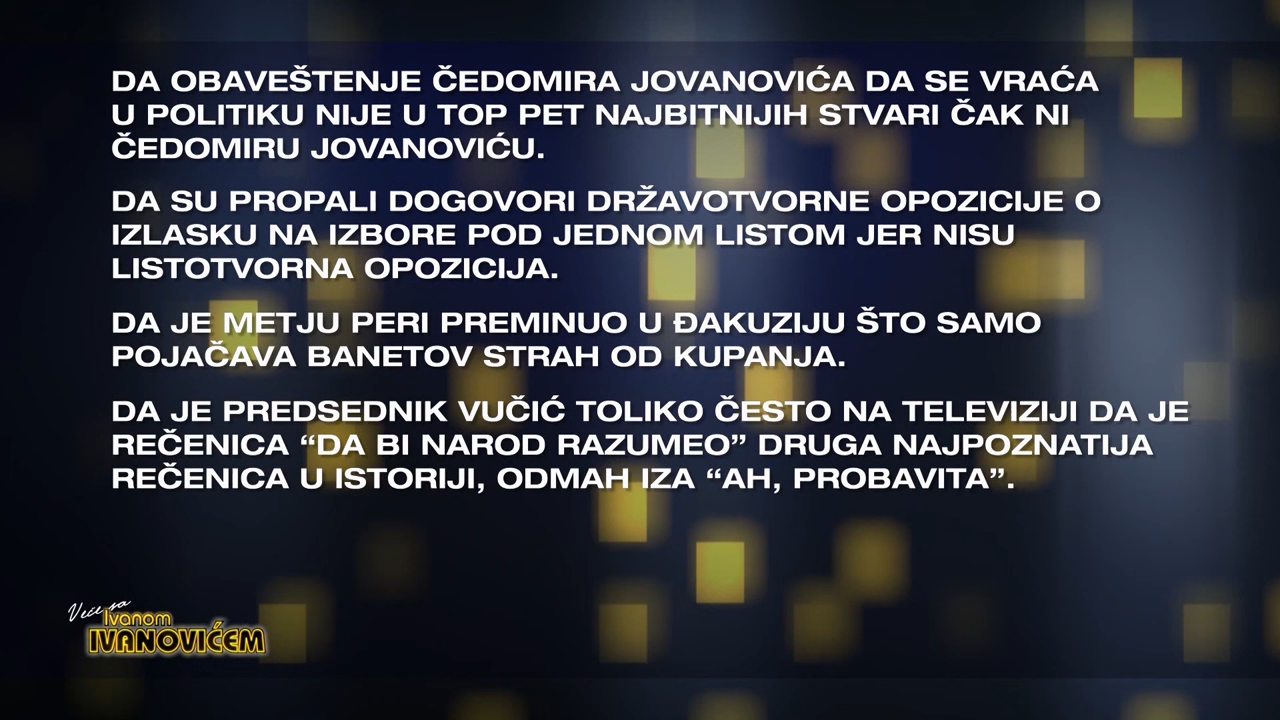 DA OBAVEŠTENJE ČEDOMIRA JOVANOVIĆA DA SE VRAĆA
U POLITIKU NIJE U TOP PET NAJBITNIJIH STVARI ČAK NI
ČEDOMIRU JOVANOVIĆU.
DA SU PROPALI DOGOVORI DRŽAVOTVORNE OPOZICIJE O
IZLASKU NA IZBORE POD JEDNOM LISTOM JER NISU
LISTOTVORNA OPOZICIJA.
DA JE METJU PERI PREMINUO U ĐAKUZIJU ŠTO SAMO
POJAČAVA BANETOV STRAH OD KUPANJA.
DA JE PREDSEDNIK VUČIĆ TOLIKO ČESTO NA TELEVIZIJI DA JE
REČENICA “DA BI NAROD RAZUMEO” DRUGA NAJPOZNATIJA
REČENICA U ISTORIJI, ODMAH IZA “AH, PROBAVITA”.
Veče sa
Ivanom
IVANOVIĆEM